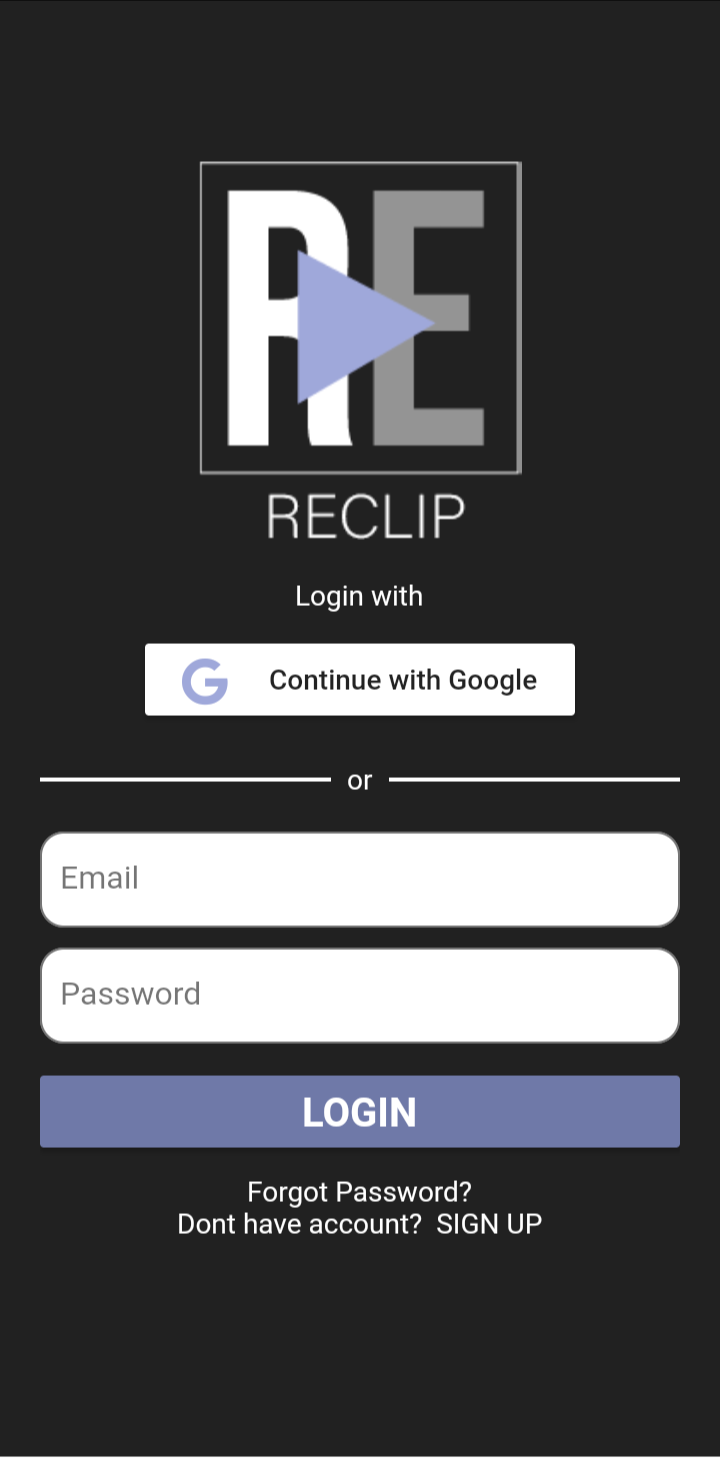 RE
RECLIP
Login with
G Continue with Google
or
Email
Password
LOGIN
Forgot Password?
Dont have account? SIGN UP